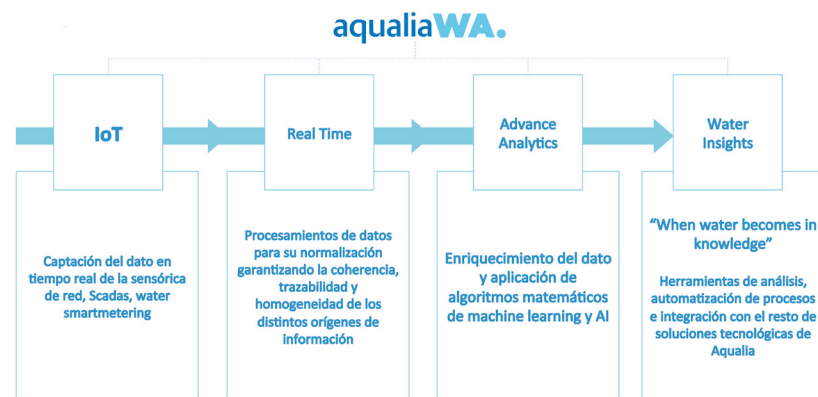 aqualiaWA.
IoT
Real Time
Advance
Analytics
Water
Insights
Captación del dato en
tiempo real de la sensórica
de red, Scadas, water
smartmetering
Procesamientos de datos
para su normalización
garantizando la coherencia,
trazabilidad y
homogeneidad de los
distintos orígenes de
información
Enriquecimiento del dato
y aplicación de
algoritmos matemáticos
de machine learning y AI
“When water becomes in
knowledge”
Herramientas de análisis,
automatización de procesos
e integración con el resto de
soluciones tecnológicas de
Aqualia